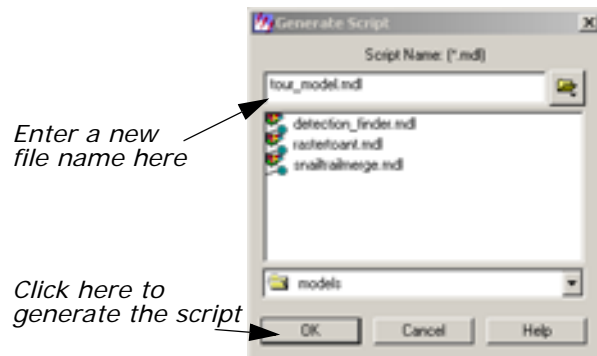 Generate Script
Script Name: (*.mdl)
tour_model.mdl
Enter a new
file name here
detection_finder.mdl
rastertoant.mdl
snailtrailmerge.mdl
models
Click here to
generate the script
OK
Cancel
Help